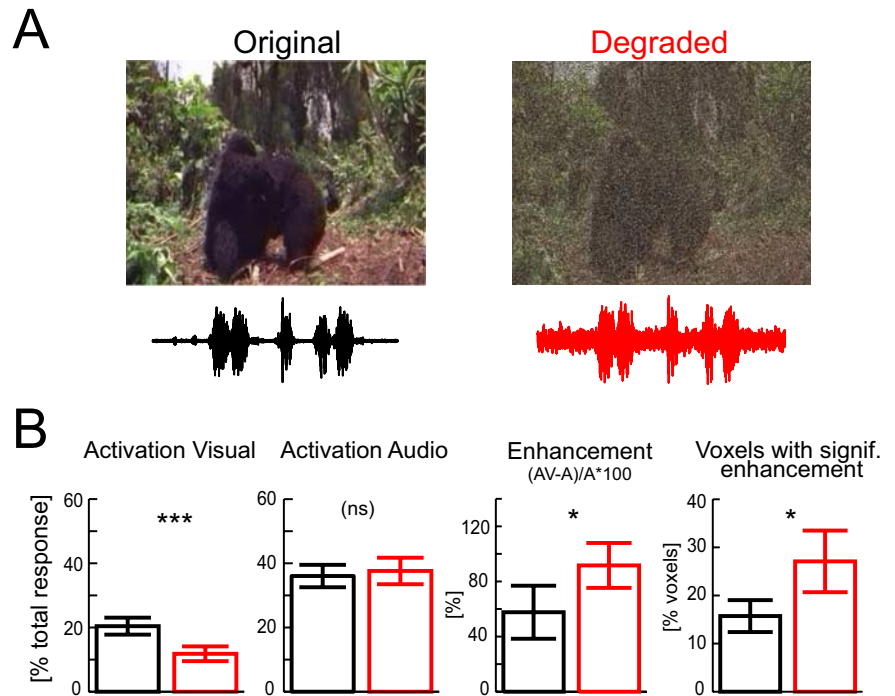 A
Original
Degraded
B
Activation Visual
Activation Audio
Enhancement
(AV-A)/A*100
Voxels with signif.
enhancement
[% total response]
60
40
20
0
***
60
40
20
0
(ns)
[%]
120
80
40
0
*
[% voxels]
40
30
20
10
0
*